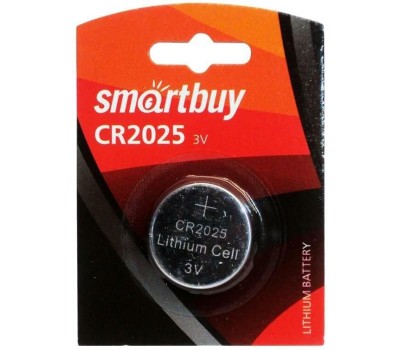 smartbuy
CR2025 3V
+
CR2025
Lithium Cell
3V
LITHIUM BATTERY